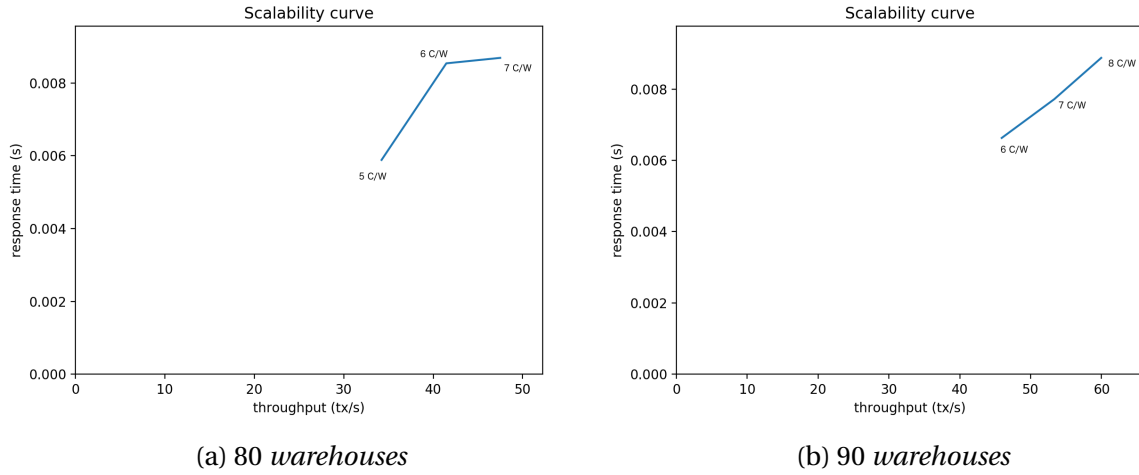 Scalability curve
0.008
0.006
0.004
0.002
0.000
response time (s)
6 C/W
7 C/W
5 C/W
0 10 20 30 40 50
throughput (tx/s)
(a) 80 warehouses
Scalability curve
0.008
0.006
0.004
0.002
0.000
response time (s)
8 C/W
7 C/W
6 C/W
0 10 20 30 40 50 60
throughput (tx/s)
(b) 90 warehouses